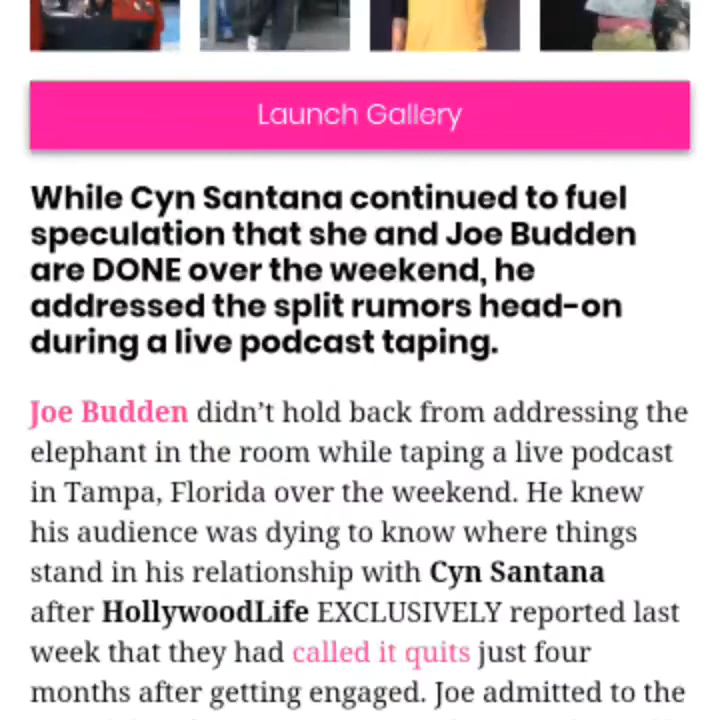 Launch Gallery
While Cyn Santana continued to fuel
speculation that she and Joe Budden
are DONE over the weekend, he
addressed the split rumors head-on
during a live podcast taping.
Joe Budden didn’t hold back from addressing the
elephant in the room while taping a live podcast
in Tampa, Florida over the weekend. He knew
his audience was dying to know where things
stand in his relationship with Cyn Santana
after HollywoodLife EXCLUSIVELY reported last
week that they had called it quits just four
months after getting engaged. Joe admitted to the